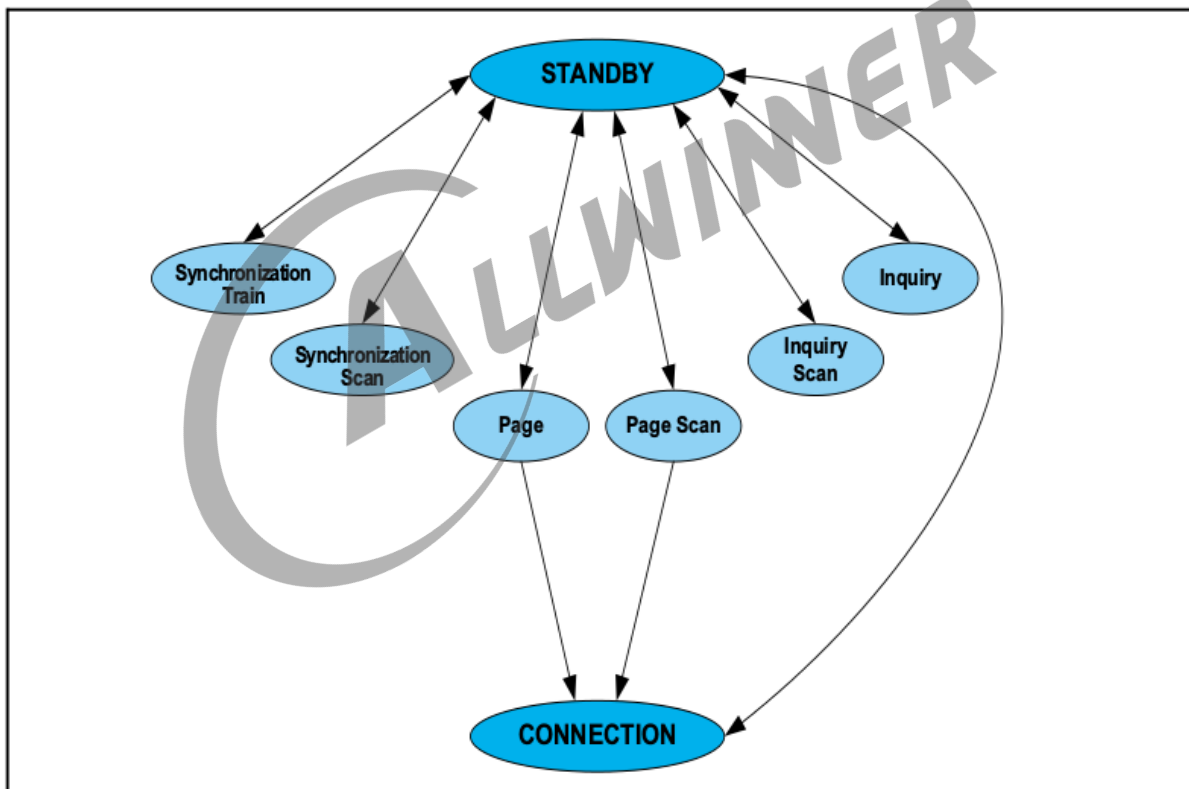 STANDBY
ALLWINNER
Synchronization
Train
Inquiry
Synchronization
Scan
Inquiry
Scan
Page
Page Scan
CONNECTION